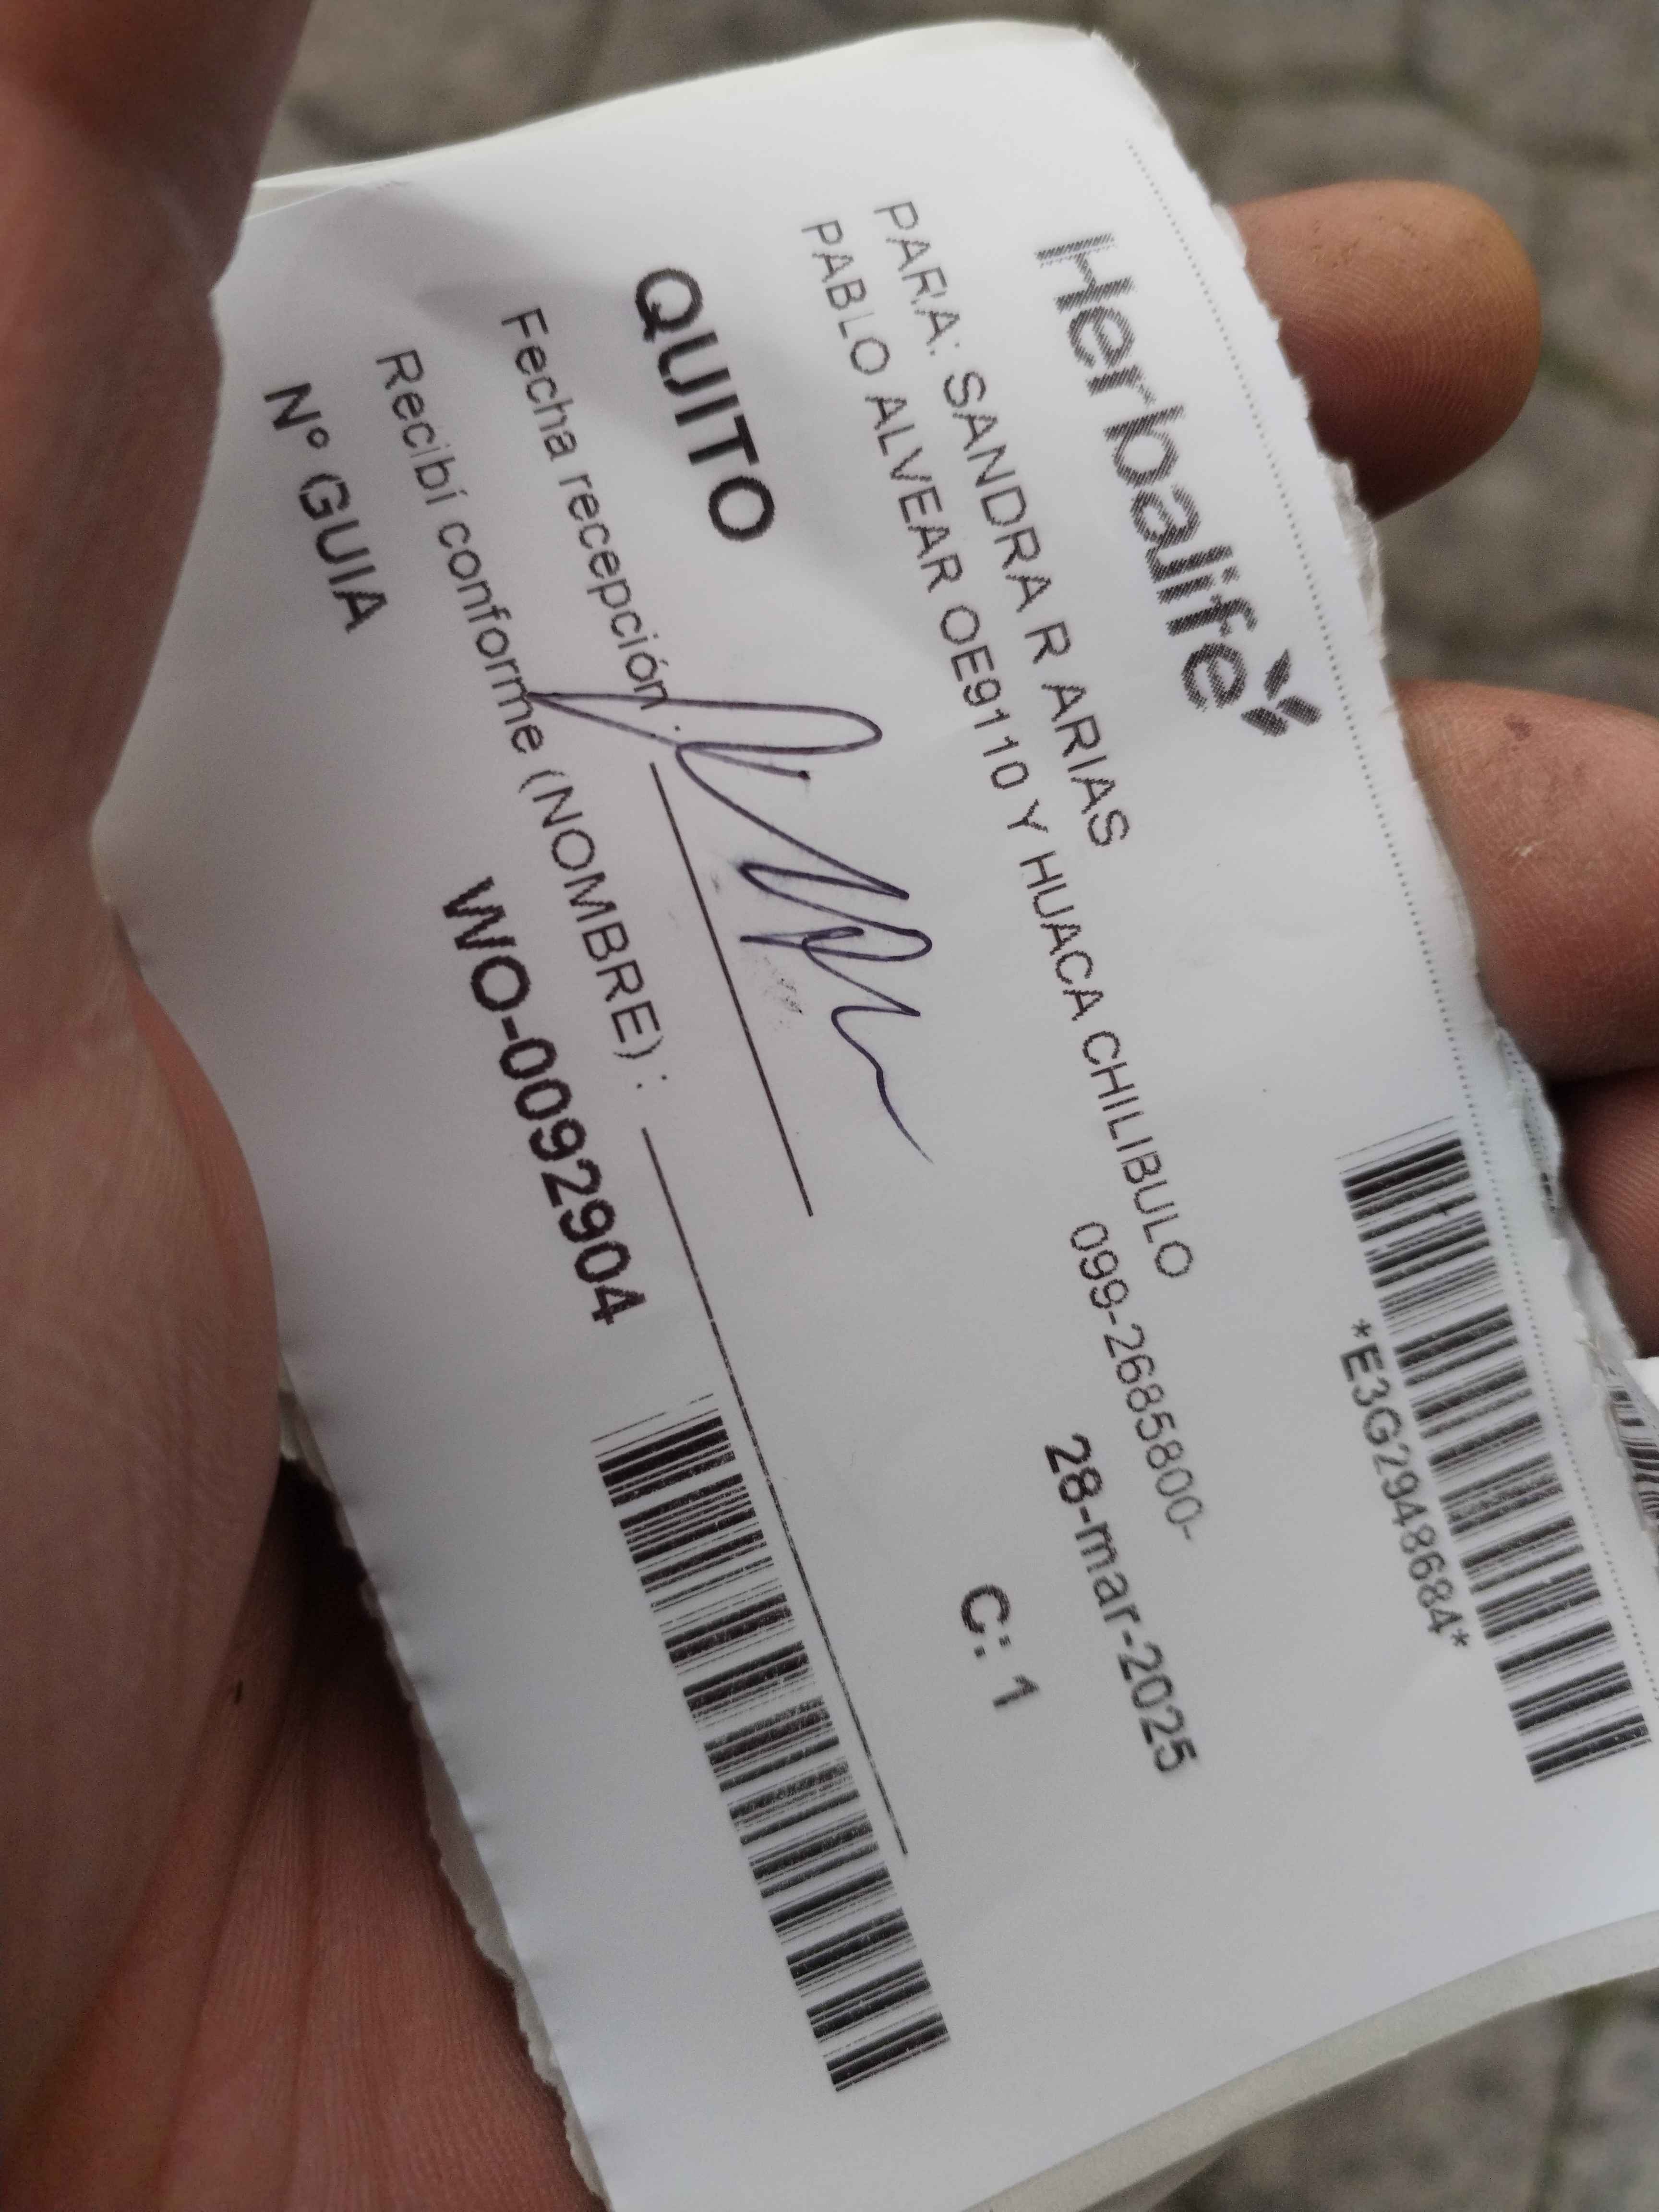 Herbalife
*E3G2948684*
PARA: SANDRA R ARIAS
099-2685800-
PABLO ALVEAR OE9110 Y HUACA CHILIBULO
28-mar-2025
QUITO
C: 1
Fecha recepción :
Recibí conforme (NOMBRE) :
Nº GUIA WO-0092904